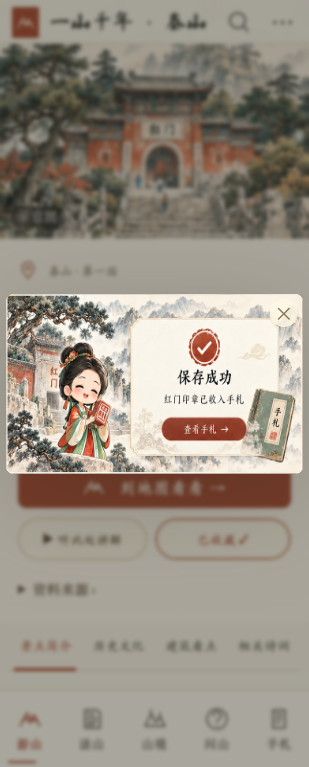 一山千年 · 泰山
红门
泰山 · 第一站
红门
保存成功
红门印章已收入手札
查看手札 →
手札
到地图看看 →
▶ 听此处讲解
已收藏 ✓
▶ 资料来源 ›
景点简介 历史文化 建筑看点 相关诗词
游山 读山 山境 问山 手札